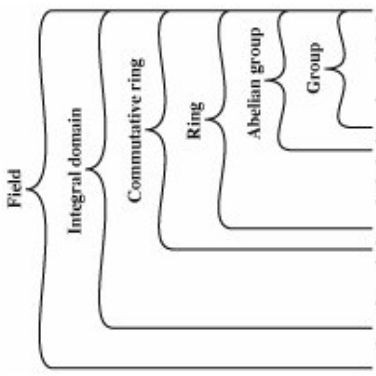 Field
Integral domain
Commutative ring
Ring
Abelian group
Group